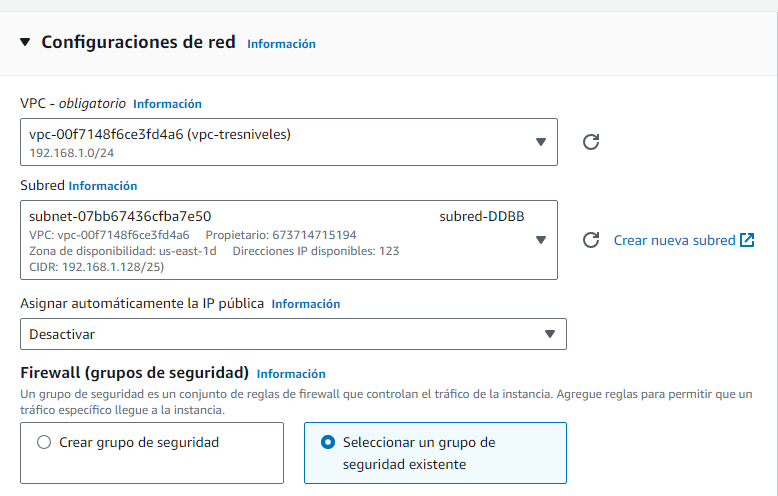 Configuraciones de red Información
VPC - obligatorio Información
vpc-00f7148f6ce3fd4a6 (vpc-tresniveles)
192.168.1.0/24
Subred Información
subnet-07bb67436cfba7e50 subred-DDBB
VPC: vpc-00f7148f6ce3fd4a6 Propietario: 673714715194
Zona de disponibilidad: us-east-1d Direcciones IP disponibles: 123
CIDR: 192.168.1.128/25)
Crear nueva subred
Asignar automáticamente la IP pública Información
Desactivar
Firewall (grupos de seguridad) Información
Un grupo de seguridad es un conjunto de reglas de firewall que controlan el tráfico de la instancia. Agregue reglas para permitir que un
tráfico específico llegue a la instancia.
Crear grupo de seguridad
Seleccionar un grupo de
seguridad existente